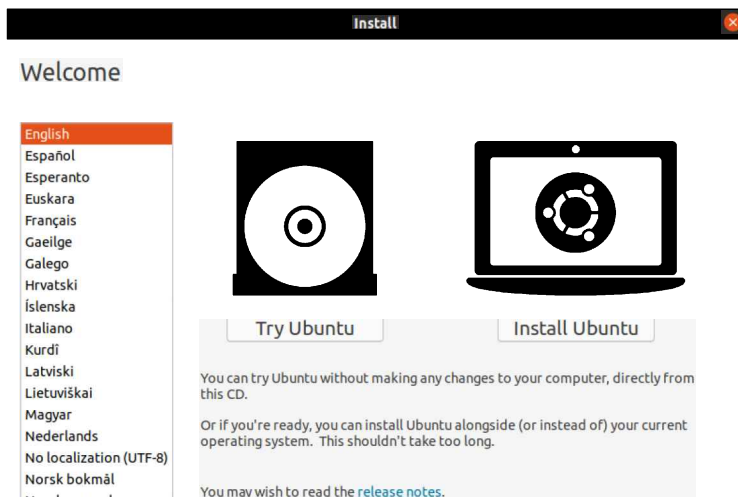 Install
Welcome
English
Español
Esperanto
Euskara
Français
Gaeilge
Galego
Hrvatski
Íslenska
Italiano
Kurdî
Latviski
Lietuviškai
Magyar
Nederlands
No localization (UTF-8)
Norsk bokmål
Try Ubuntu
Install Ubuntu
You can try Ubuntu without making any changes to your computer, directly from
this CD.
Or if you're ready, you can install Ubuntu alongside (or instead of) your current
operating system. This shouldn't take too long.
You may wish to read the release notes.